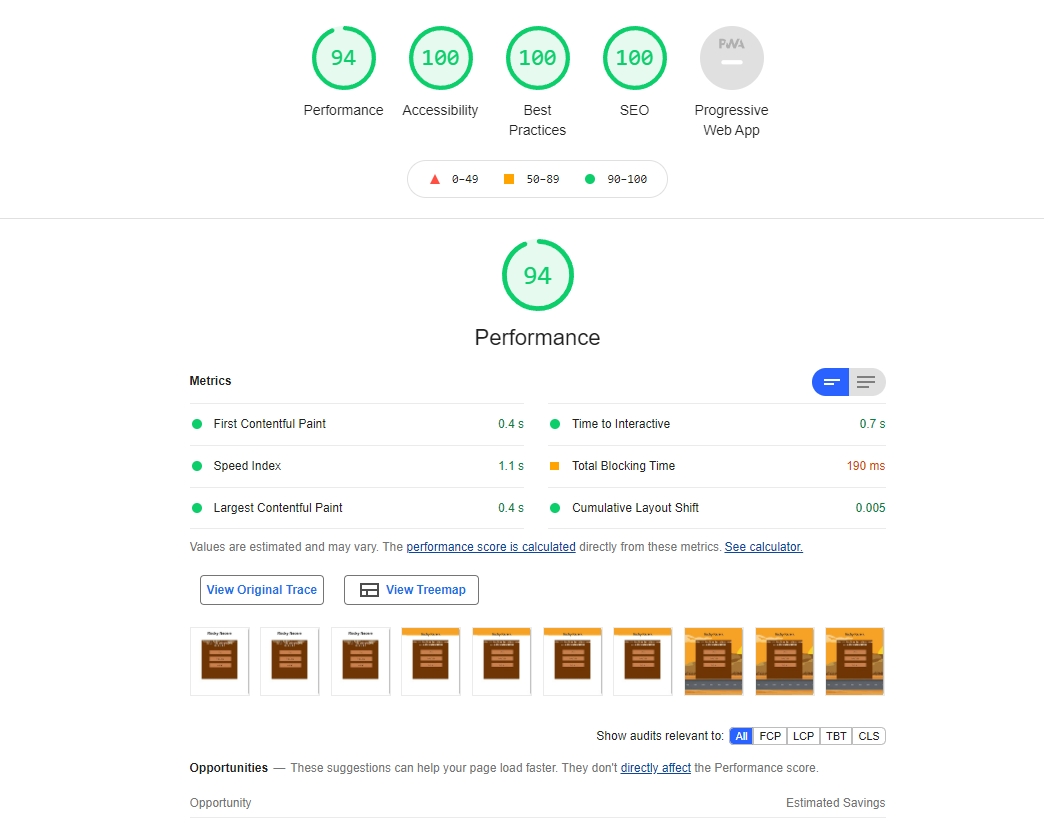 94 100 100 100 PWA
Performance Accessibility Best Practices SEO Progressive Web App
0–49 50–89 90–100
94
Performance
Metrics
First Contentful Paint 0.4 s
Time to Interactive 0.7 s
Speed Index 1.1 s
Total Blocking Time 190 ms
Largest Contentful Paint 0.4 s
Cumulative Layout Shift 0.005
Values are estimated and may vary. The performance score is calculated directly from these metrics. See calculator.
View Original Trace View Treemap
Show audits relevant to: All FCP LCP TBT CLS
Opportunities — These suggestions can help your page load faster. They don't directly affect the Performance score.
Opportunity Estimated Savings